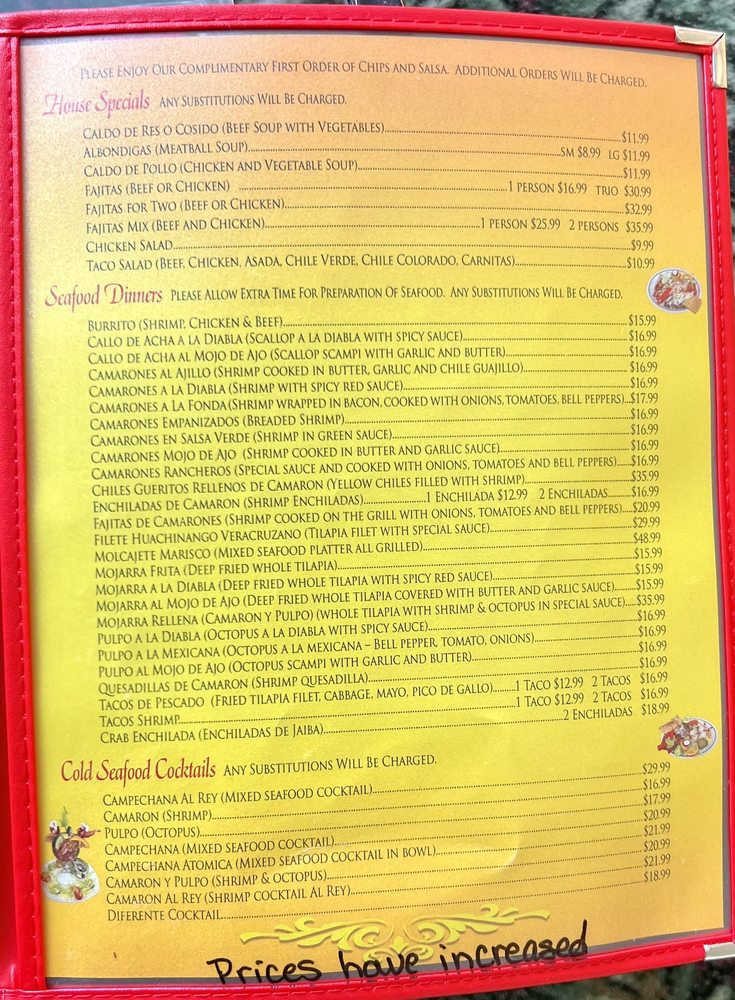 Please Enjoy Our Complimentary First Order of Chips and Salsa. Additional Orders Will Be Charged.
House Specials Any Substitutions Will Be Charged.
Caldo de Res o Cosido (Beef Soup with Vegetables)...$11.99
Albondigas (Meatball Soup)...SM $8.99 LG $11.99
Caldo de Pollo (Chicken and Vegetable Soup)...$11.99
Fajitas (Beef or Chicken) ...1 person $16.99 Trio $30.99
Fajitas for Two (Beef or Chicken)...$32.99
Fajitas Mix (Beef and Chicken)...1 person $25.99 2 persons $35.99
Chicken Salad...$9.99
Taco Salad (Beef, Chicken, Asada, Chile Verde, Chile Colorado, Carnitas)...$10.99
Seafood Dinners Please Allow Extra Time For Preparation Of Seafood. Any Substitutions Will Be Charged.
Burrito (Shrimp, Chicken & Beef)...$15.99
Callo de Acha a la Diabla (Scallop a la diabla with spicy sauce)...$16.99
Callo de Acha al Mojo de Ajo (Scallop scampi with garlic and butter)...$16.99
Camarones al Ajillo (Shrimp cooked in butter, garlic and chile guajillo)...$16.99
Camarones a la Diabla (Shrimp with spicy red sauce)...$16.99
Camarones a La Fonda (Shrimp wrapped in bacon, cooked with onions, tomatoes, bell peppers)...$17.99
Camarones Empanizados (Breaded Shrimp)...$16.99
Camarones en Salsa Verde (Shrimp in green sauce)...$16.99
Camarones Mojo de Ajo (Shrimp cooked in butter and garlic sauce)...$16.99
Camarones Rancheros (Special sauce and cooked with onions, tomatoes and bell peppers)...$16.99
Chiles Gueritos Rellenos de Camaron (Yellow chiles filled with shrimp)...$35.99
Enchiladas de Camaron (Shrimp Enchiladas)...1 Enchilada $12.99 2 Enchiladas...$16.99
Fajitas de Camarones (Shrimp cooked on the grill with onions, tomatoes and bell peppers)...$20.99
Filete Huachinango Veracruzano (Tilapia filet with special sauce)...$29.99
Molcajete Marisco (Mixed seafood platter all grilled)...$48.99
Mojarra Frita (Deep fried whole tilapia)...$15.99
Mojarra a la Diabla (Deep fried whole tilapia with spicy red sauce)...$15.99
Mojarra al Mojo de Ajo (Deep fried whole tilapia covered with butter and garlic sauce)...$15.99
Mojarra Rellena (Camaron y Pulpo) (whole tilapia with shrimp & octopus in special sauce)...$35.99
Pulpo a la Diabla (Octopus a la diabla with spicy sauce)...$16.99
Pulpo a la Mexicana (Octopus a la mexicana – Bell pepper, tomato, onions)...$16.99
Pulpo al Mojo de Ajo (Octopus scampi with garlic and butter)...$16.99
Quesadillas de Camaron (Shrimp quesadilla)...$16.99
Tacos de Pescado (Fried tilapia filet, cabbage, mayo, pico de gallo)...1 Taco $12.99 2 Tacos $16.99
Tacos Shrimp...1 Taco $12.99 2 Tacos $16.99
Crab Enchilada (Enchiladas de Jaiba)...2 Enchiladas $18.99
Cold Seafood Cocktails Any Substitutions Will Be Charged.
Campechana Al Rey (Mixed seafood cocktail)...$29.99
Camaron (Shrimp)...$16.99
Pulpo (Octopus)...$17.99
Campechana (Mixed seafood cocktail)...$20.99
Campechana Atomica (Mixed seafood cocktail in bowl)...$21.99
Camaron y Pulpo (Shrimp & octopus)...$20.99
Camaron Al Rey (Shrimp cocktail Al Rey)...$21.99
Diferente Cocktail...$18.99
Prices have increased